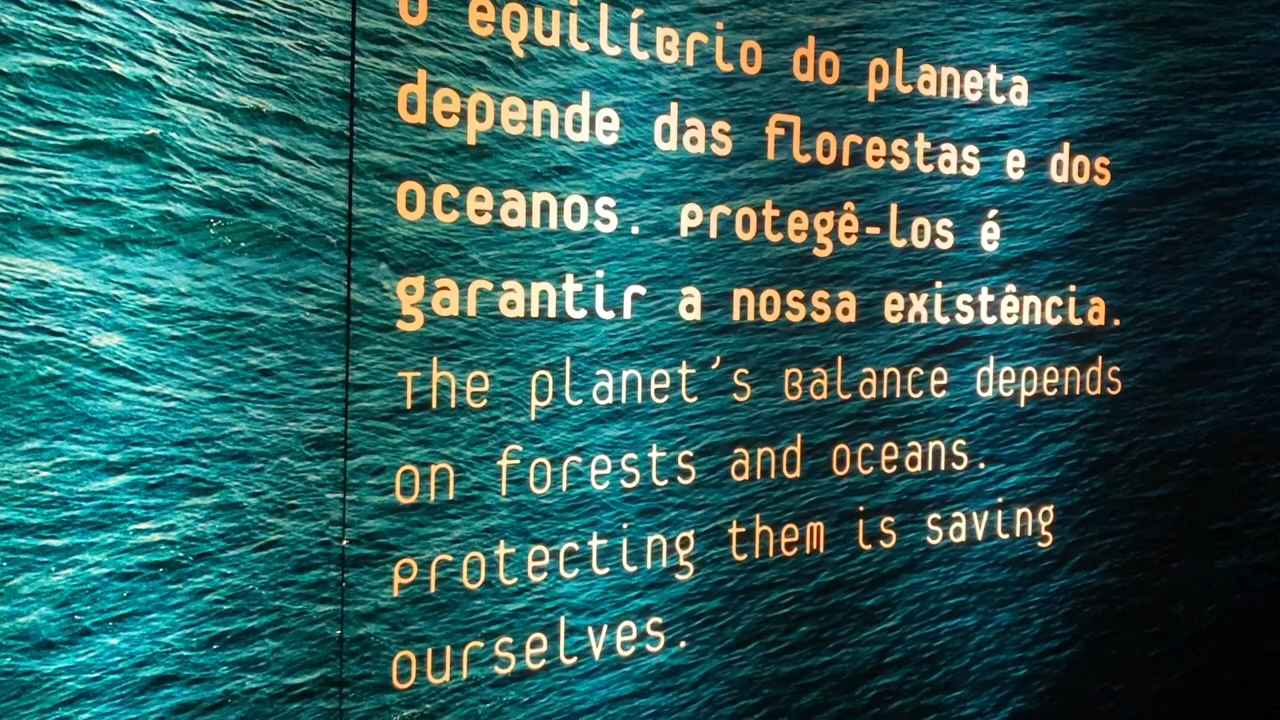 O equilíbrio do planeta
depende das florestas e dos
oceanos. Protegê-los é
garantir a nossa existência.
The planet's balance depends
on forests and oceans.
Protecting them is saving
ourselves.